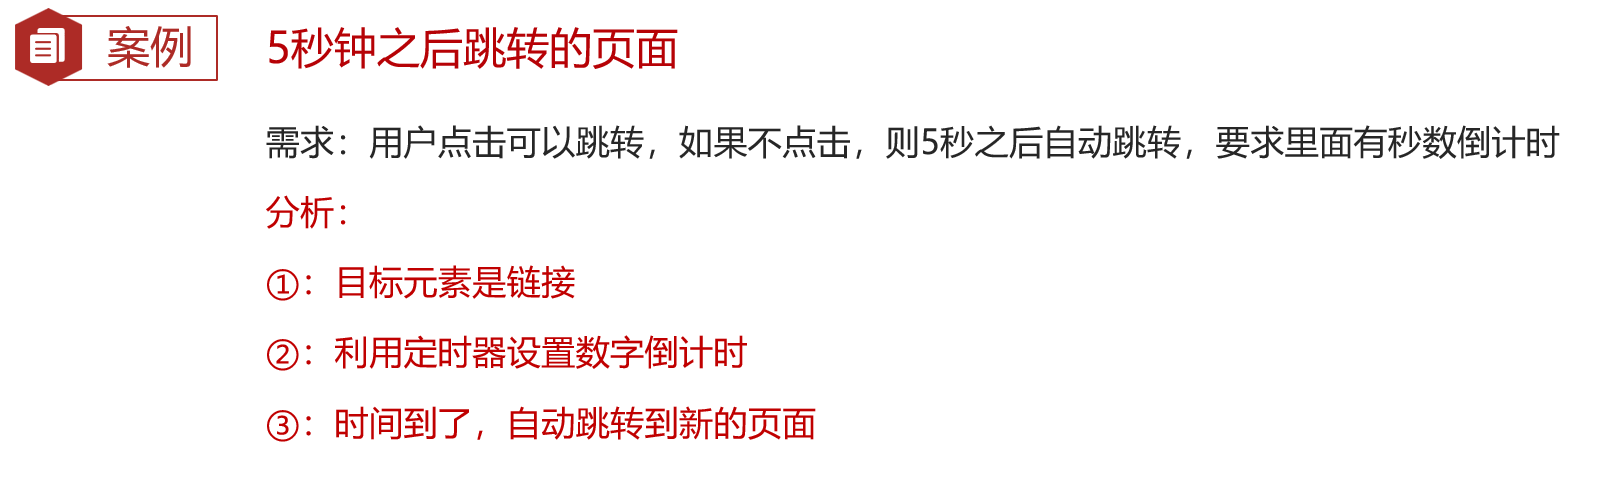 案例
5秒钟之后跳转的页面
需求：用户点击可以跳转，如果不点击，则5秒之后自动跳转，要求里面有秒数倒计时
分析：
①：目标元素是链接
②：利用定时器设置数字倒计时
③：时间到了，自动跳转到新的页面